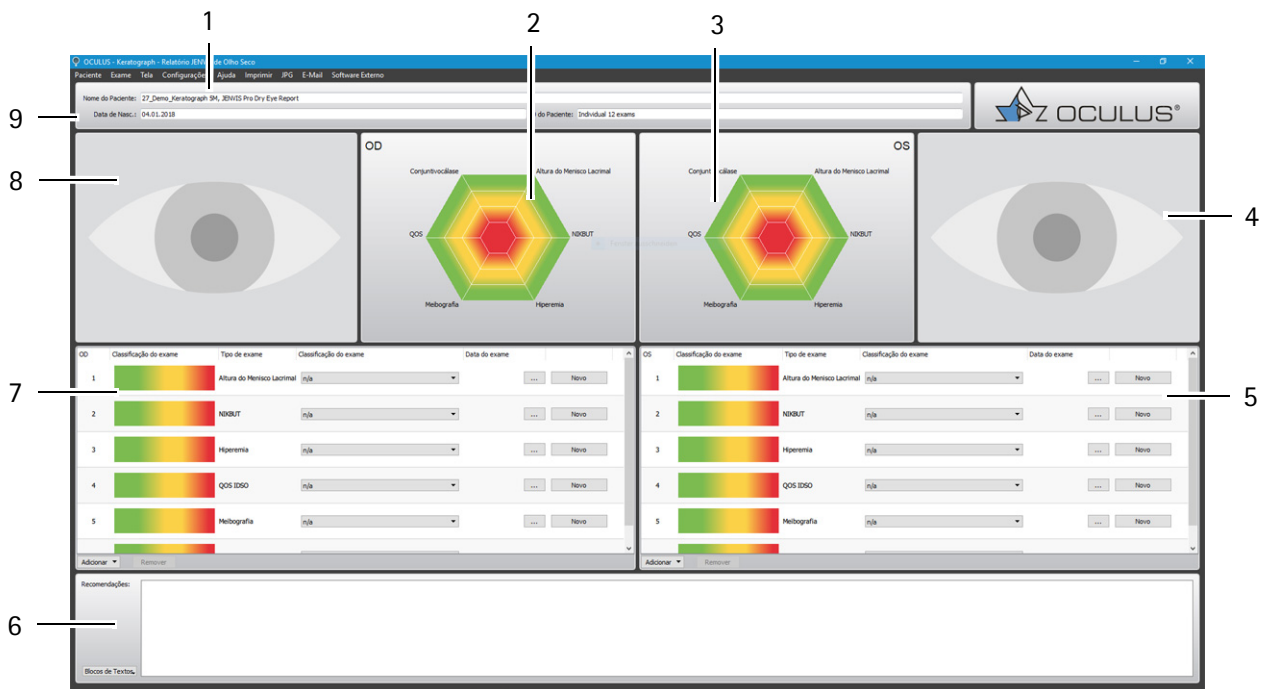 1 2 3
OCULUS - Keratograph - Relatório JENVIS de Olho Seco
Paciente Exame Tela Configurações Ajuda Imprimir JPG E-Mail Software Externo
Nome do Paciente: 27_Demo_Keratograph 5M, JENVIS Pro Dry Eye Report
9 Data de Nasc.: 04.01.2018 do Paciente: Individual 12 exams
OCULUS®
8
4
OD
Conjuntivocálase Altura do Menisco Lacrimal
QOS NIKBUT
Meibografia Hiperemia
OS
Conjuntivocálase Altura do Menisco Lacrimal
QOS NIKBUT
Meibografia Hiperemia
7
OD Classificação do exame Tipo de exame Classificação do exame Data do exame
1 Altura do Menisco Lacrimal n/a ... Novo
2 NIKBUT n/a ... Novo
3 Hiperemia n/a ... Novo
4 QOS IDSO n/a ... Novo
5 Meibografia n/a ... Novo
Adicionar Remover
OS Classificação do exame Tipo de exame Classificação do exame Data do exame
1 Altura do Menisco Lacrimal n/a ... Novo
2 NIKBUT n/a ... Novo
3 Hiperemia n/a ... Novo
4 QOS IDSO n/a ... Novo
5 Meibografia n/a ... Novo
Adicionar Remover
5
Recomendações:
6
Blocos de Textos